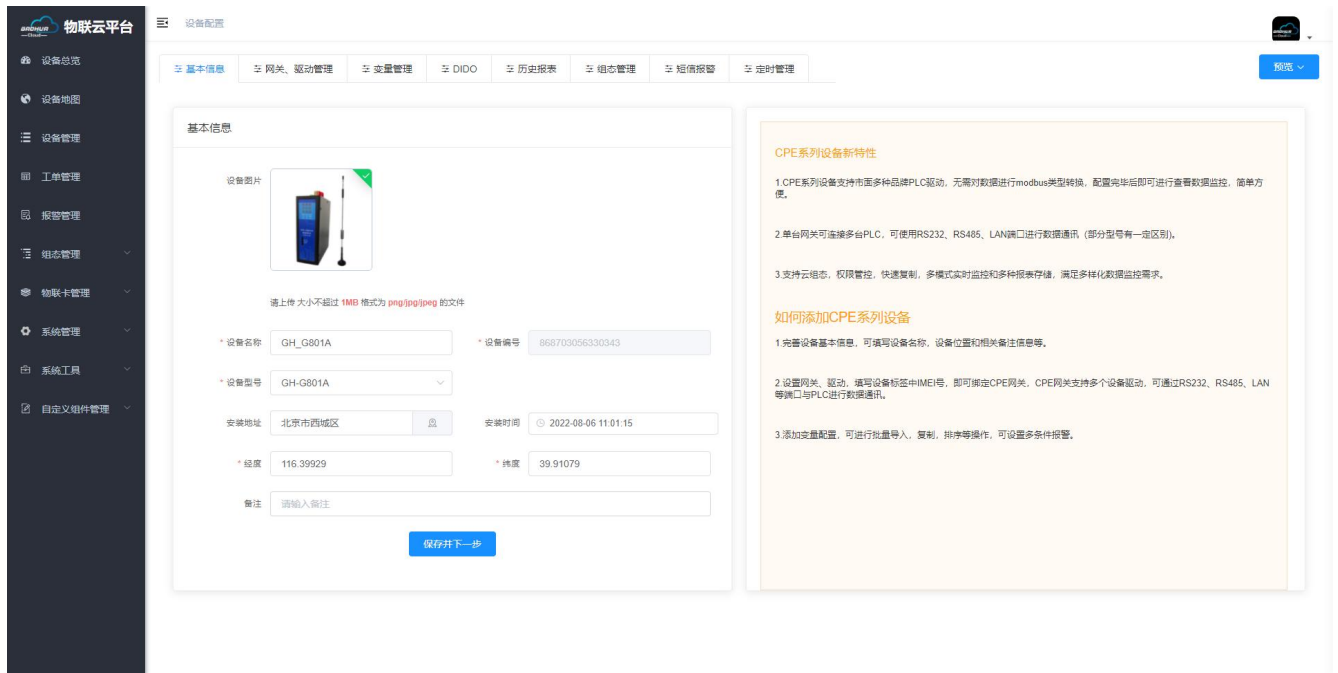 物联云平台
设备配置
设备总览
设备地图
设备管理
工单管理
报警管理
组态管理
物联卡管理
系统管理
系统工具
自定义组件管理
基本信息 网关、驱动管理 变量管理 DIDO 历史报表 组态管理 短信报警 定时管理
预览
基本信息
设备图片
请上传 大小不超过 1MB 格式为 png/jpg/jpeg 的文件
* 设备名称 GH_G801A * 设备编号 868703056330343
* 设备型号 GH-G801A
安装地址 北京市西城区 安装时间 2022-08-06 11:01:15
* 经度 116.39929 * 纬度 39.91079
备注 请输入备注
保存并下一步
CPE系列设备新特性
1.CPE系列设备支持市面多种品牌PLC驱动，无需对数据进行modbus类型转换，配置完毕后即可进行查看数据监控，简单方
便。
2.单台网关可连接多台PLC，可使用RS232、RS485、LAN端口进行数据通讯（部分型号有一定区别)。
3.支持云组态，权限管控，快速复制，多模式实时监控和多种报表存储，满足多样化数据监控需求。
如何添加CPE系列设备
1.完善设备基本信息，可填写设备名称，设备位置和相关备注信息等。
2.设置网关、驱动，填写设备标签中IMEI号，即可绑定CPE网关，CPE网关支持多个设备驱动，可通过RS232、RS485、LAN
等端口与PLC进行数据通讯。
3.添加变量配置，可进行批量导入，复制，排序等操作，可设置多条件报警。